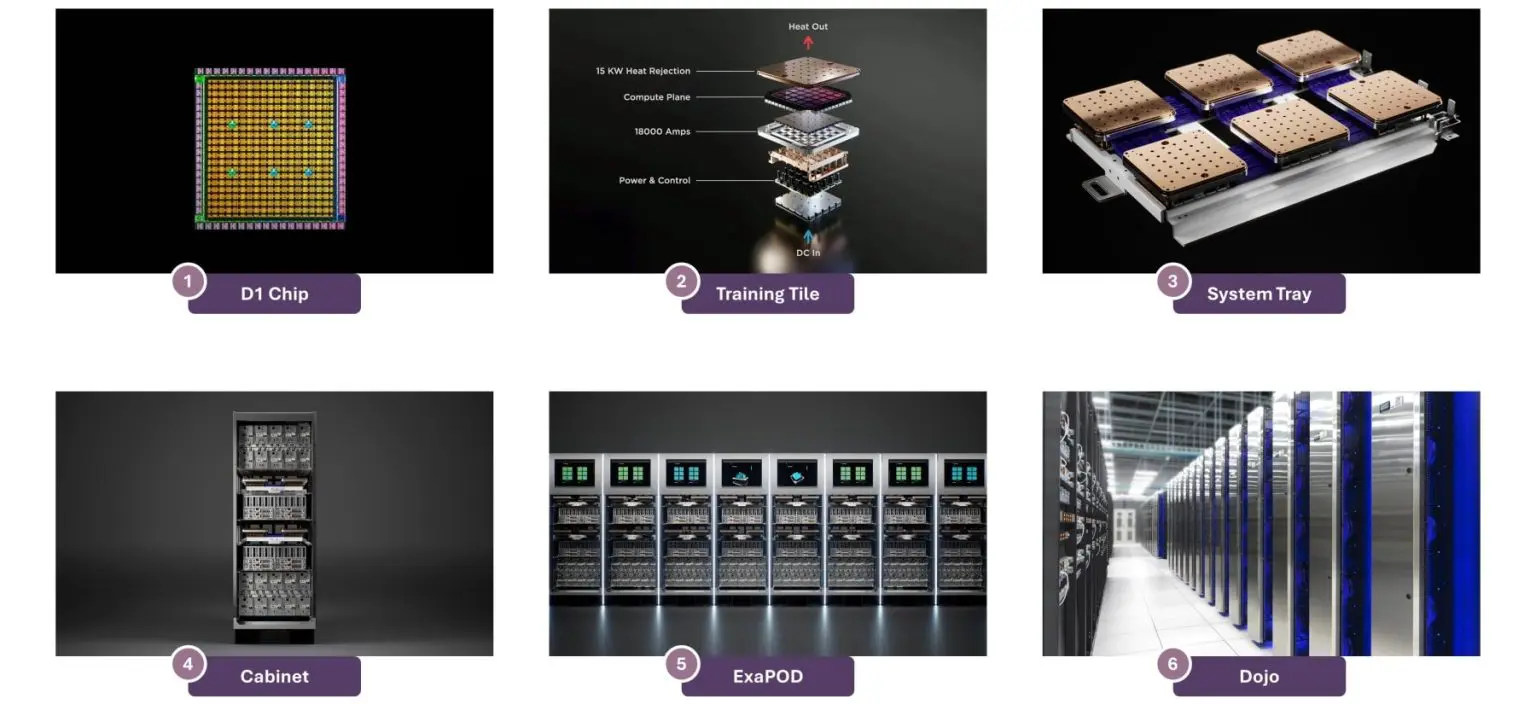 Heat Out
15 KW Heat Rejection
Compute Plane
18000 Amps
Power & Control
DC In
1
D1 Chip
2
Training Tile
3
System Tray
4
Cabinet
5
ExaPOD
6
Dojo